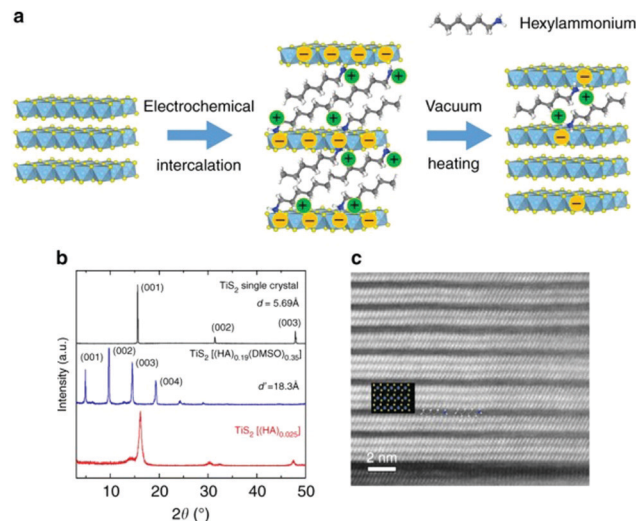 a
Hexylammonium
Electrochemical
intercalation
Vacuum
heating
b
(001)
TiS2 single crystal
d = 5.69Å
(002)
(003)
(001)
(002)
(003)
(004)
TiS2 [(HA)0.19(DMSO)0.35]
d'=18.3Å
TiS2 [(HA)0.025]
Intensity (a.u.)
10 20 30 40 50
2θ (°)
c
2 nm